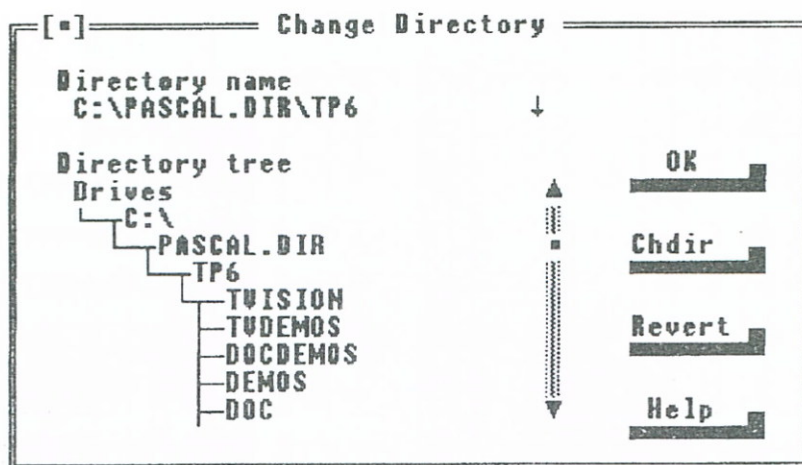 Change Directory
Directory name
C:\PASCAL.DIR\TP6
Directory tree
Drives
C:\
PASCAL.DIR
TP6
TVISION
TVDEMOS
DOCDEMOS
DEMOS
DOC
OK
Chdir
Revert
Help